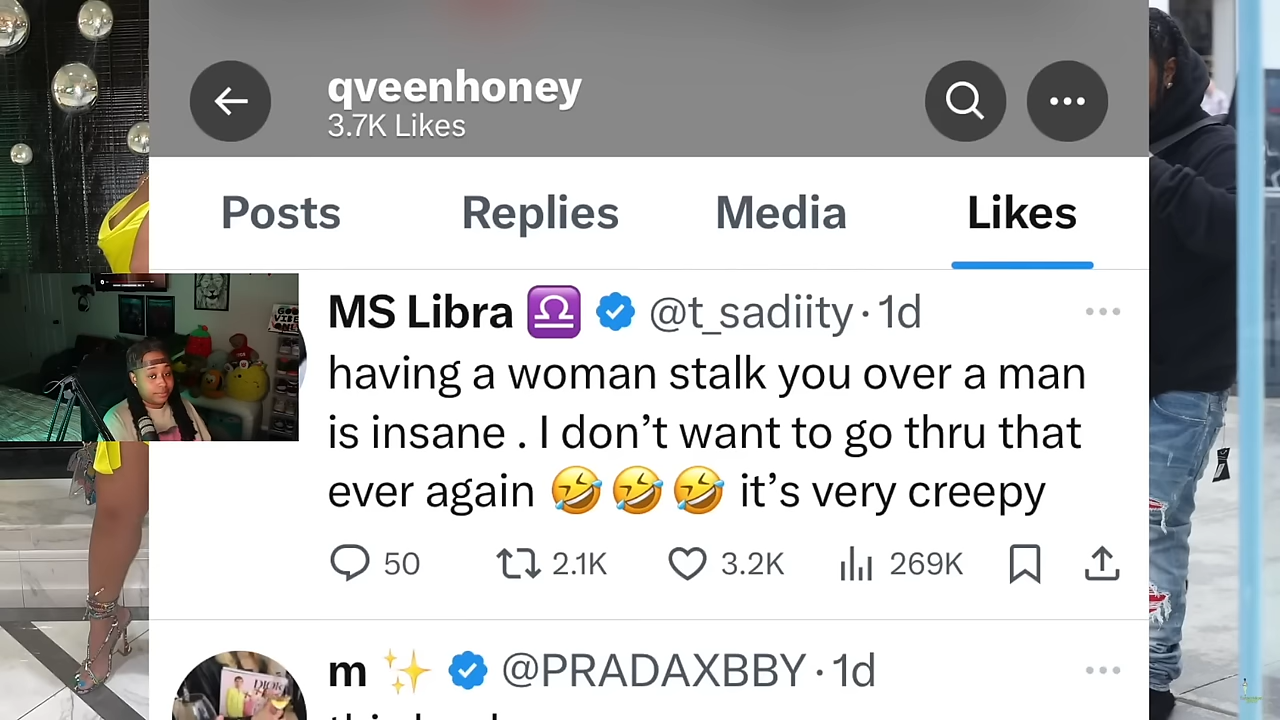 qveenhoney
3.7K Likes
Posts Replies Media Likes
MS Libra ♎ @t_sadiity · 1d
having a woman stalk you over a man
is insane . I don’t want to go thru that
ever again 🤣🤣🤣 it’s very creepy
50 2.1K 3.2K 269K
m ✨ @PRADAXBBY · 1d
DIOR